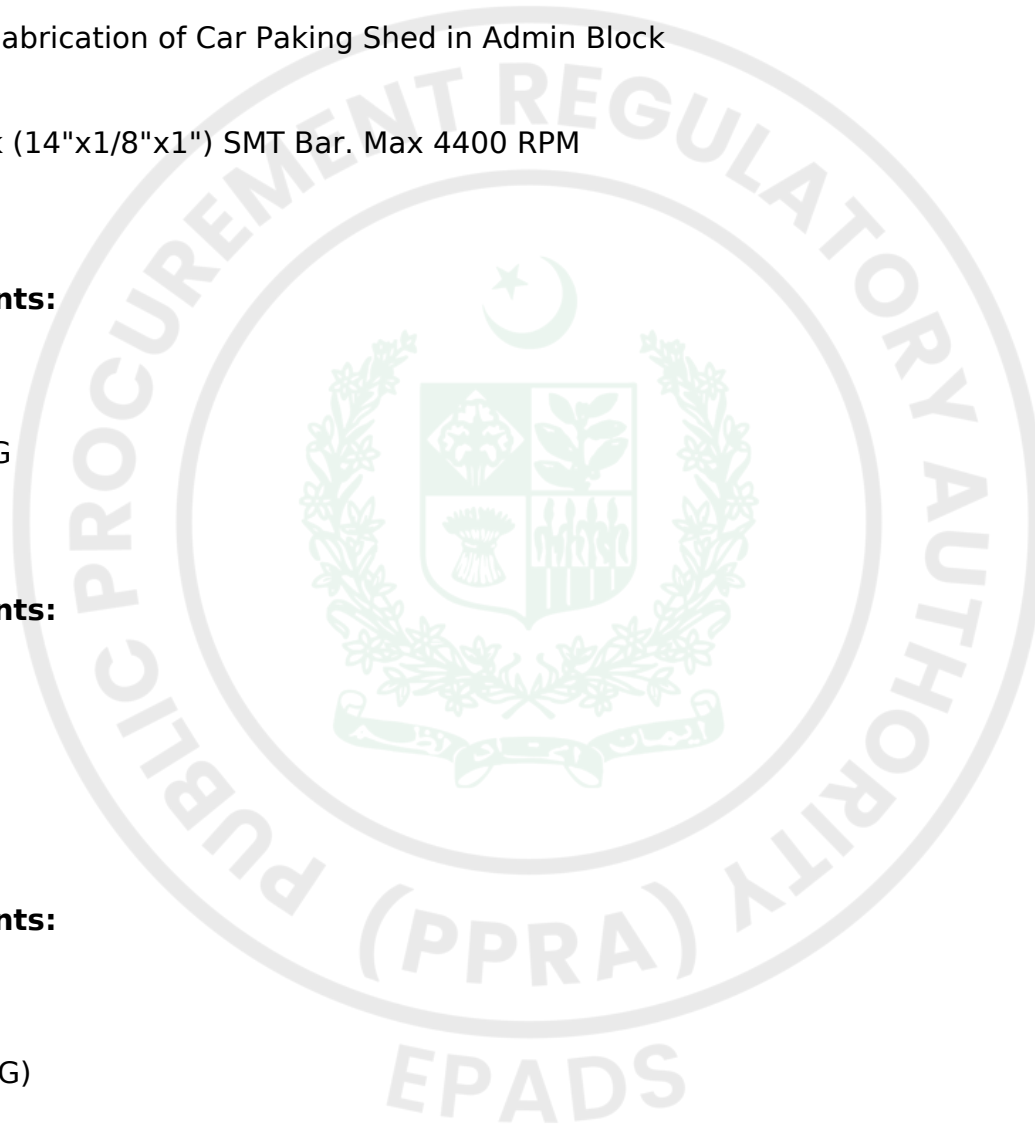 abrication of Car Paking Shed in Admin Block
(14"x1/8"x1") SMT Bar. Max 4400 RPM
nts:
G
nts:
nts:
G)
PUBLIC PROCUREMENT REGULATORY AUTHORITY
(PPRA)
EPADS